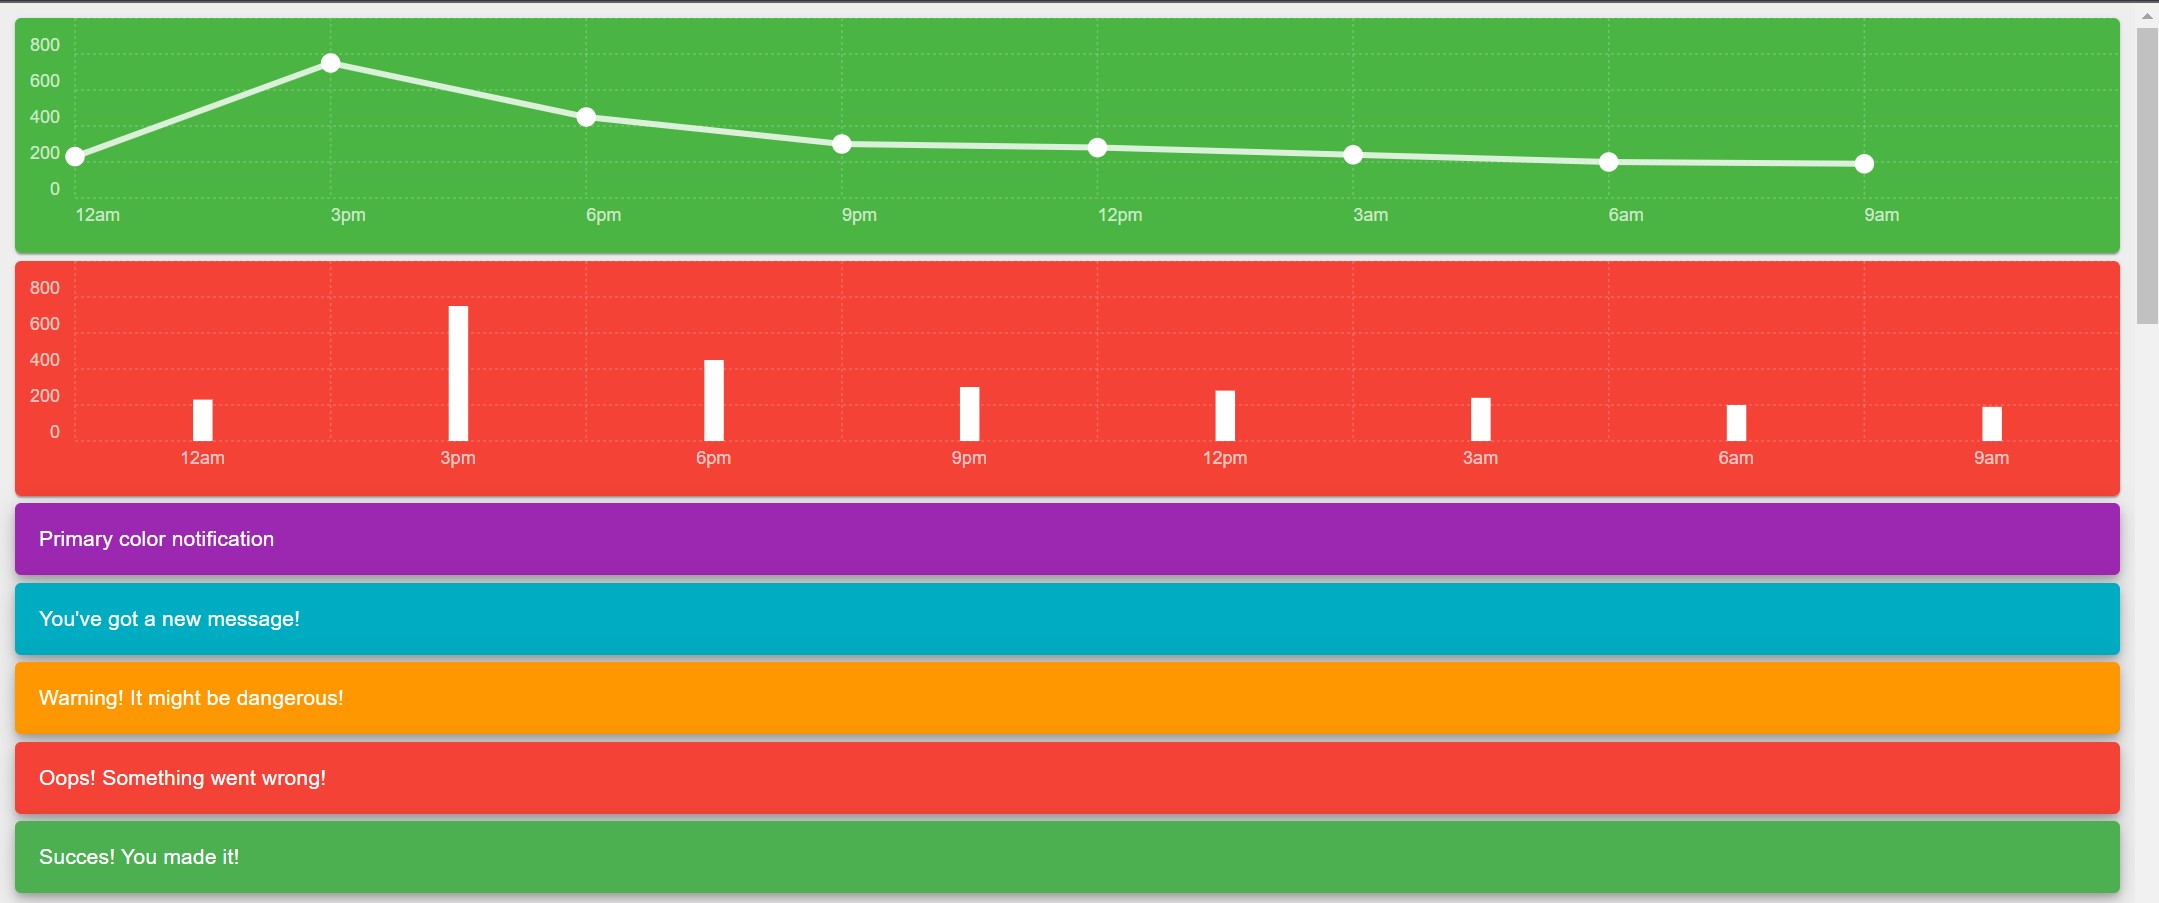 800
600
400
200
0
12am 3pm 6pm 9pm 12pm 3am 6am 9am
800
600
400
200
0
12am 3pm 6pm 9pm 12pm 3am 6am 9am
Primary color notification
You've got a new message!
Warning! It might be dangerous!
Oops! Something went wrong!
Succes! You made it!